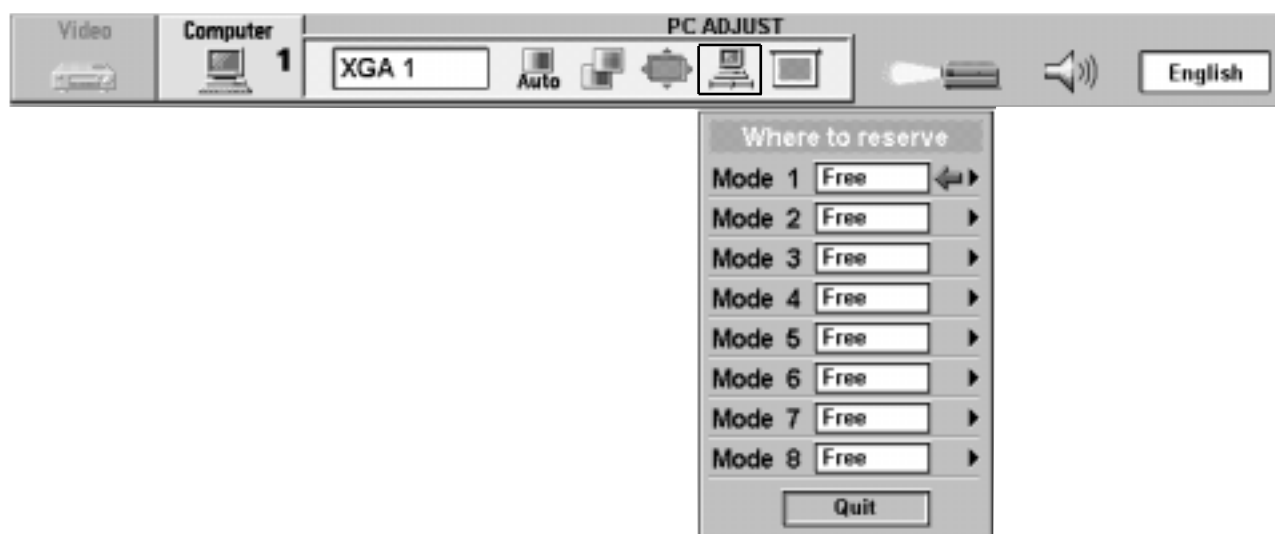 Video
Computer
1
PC ADJUST
XGA 1
Auto
English
Where to reserve
Mode 1 Free
Mode 2 Free
Mode 3 Free
Mode 4 Free
Mode 5 Free
Mode 6 Free
Mode 7 Free
Mode 8 Free
Quit